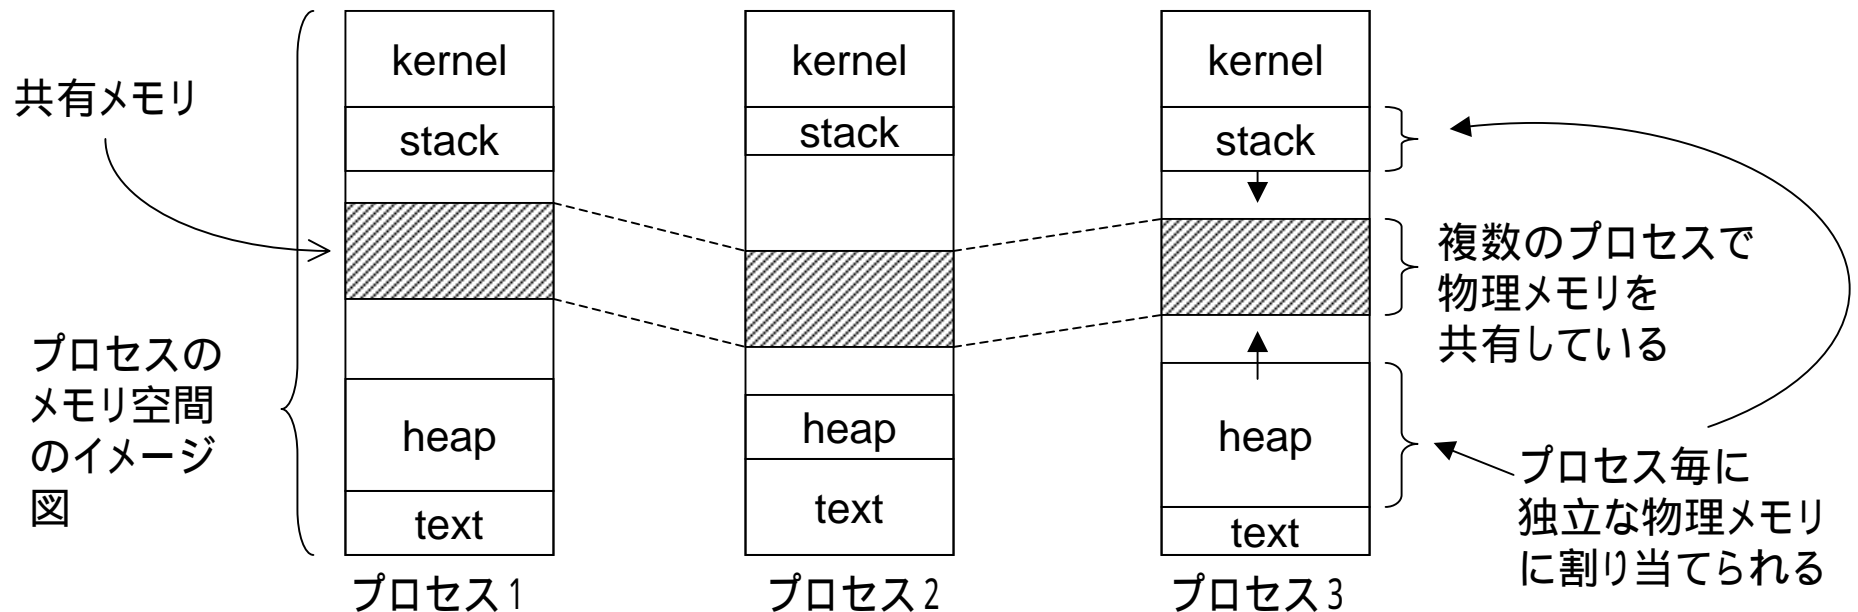 共有メモリ
プロセスの
メモリ空間
のイメージ
図
kernel
stack
heap
text
プロセス1
kernel
stack
heap
text
プロセス2
kernel
stack
heap
text
プロセス3
複数のプロセスで
物理メモリを
共有している
プロセス毎に
独立な物理メモリ
に割り当てられる